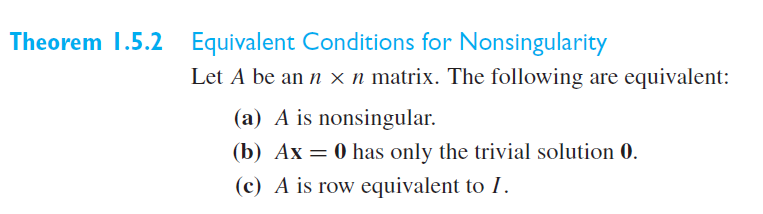 Theorem 1.5.2 Equivalent Conditions for Nonsingularity
Let A be an n × n matrix. The following are equivalent:
(a) A is nonsingular.
(b) Ax = 0 has only the trivial solution 0.
(c) A is row equivalent to I.